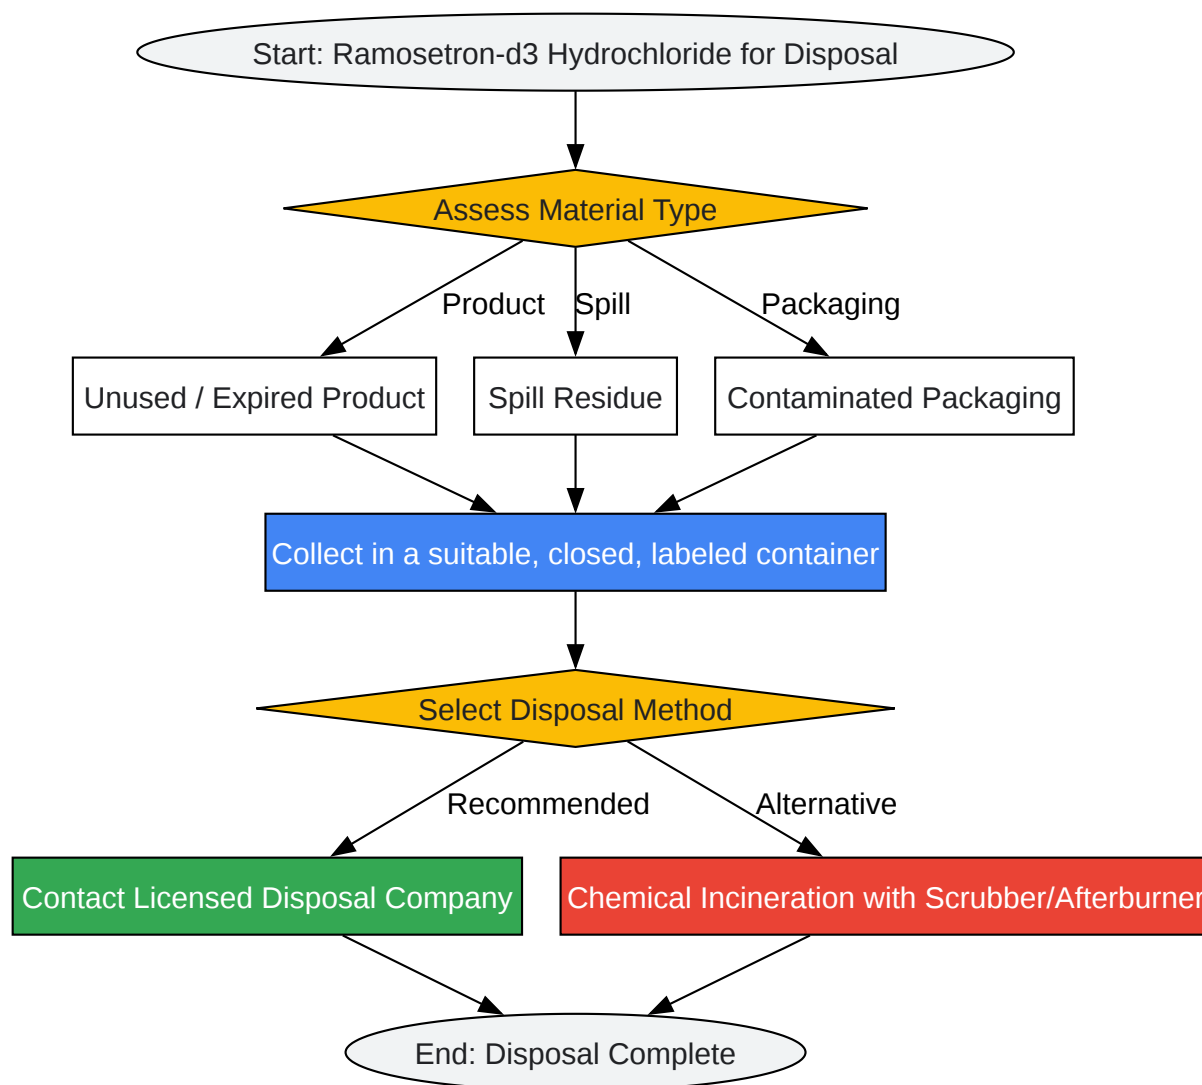 Start: Ramosetron-d3 Hydrochloride for Disposal
Assess Material Type
Product
Spill
Packaging
Unused / Expired Product
Spill Residue
Contaminated Packaging
Collect in a suitable, closed, labeled container
Select Disposal Method
Recommended
Alternative
Contact Licensed Disposal Company
Chemical Incineration with Scrubber/Afterburner
End: Disposal Complete